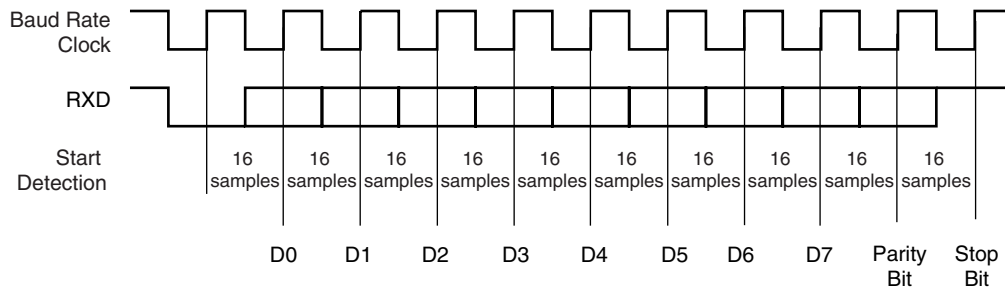 Baud Rate
Clock
RXD
Start
Detection
16 16 16 16 16 16 16 16 16 16
samples samples samples samples samples samples samples samples samples samples
D0 D1 D2 D3 D4 D5 D6 D7 Parity Stop
Bit Bit